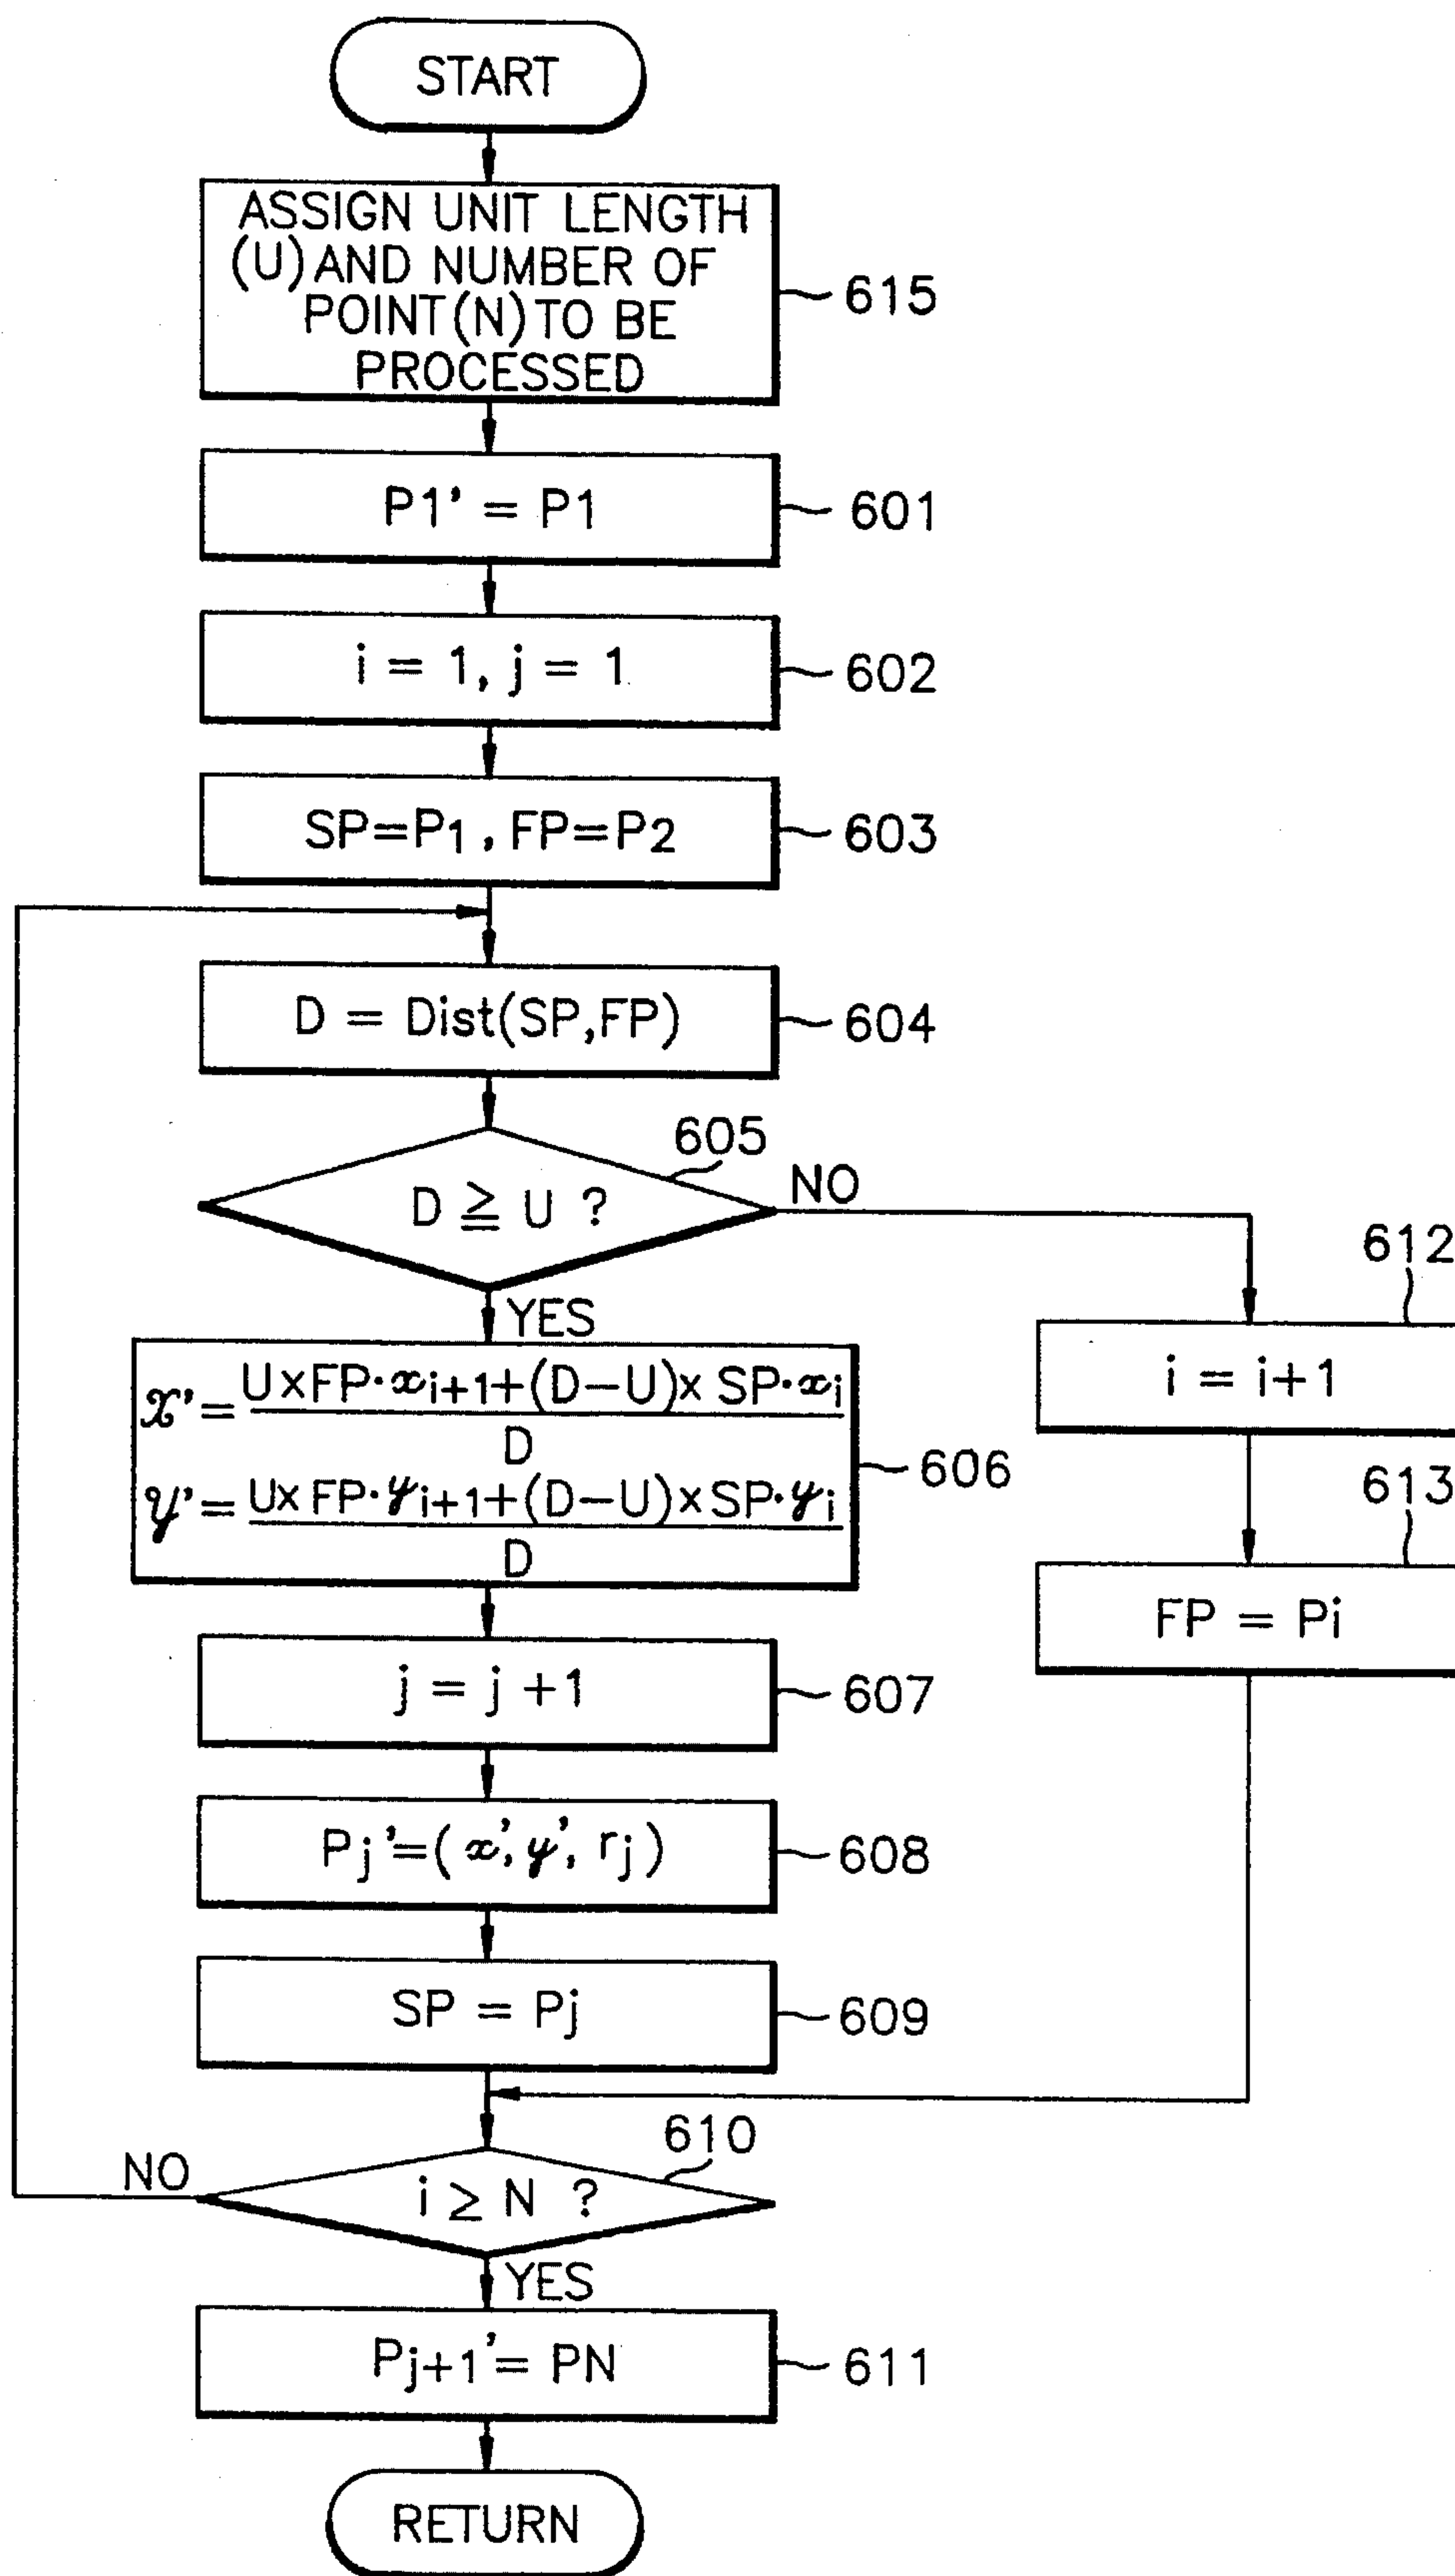 START
ASSIGN UNIT LENGTH
(U) AND NUMBER OF
POINT(N) TO BE
PROCESSED
615
P1' = P1
601
i = 1, j = 1
602
SP=P1, FP=P2
603
D = Dist(SP,FP)
604
605
D ≧ U ?
NO
YES
612
i = i+1
x' = U×FP·xi+1+(D−U)× SP·xi
D
y' = U× FP·yi+1+(D−U)×SP·yi
D
606
613
FP = Pi
j = j +1
607
Pj'=( x', y', rj )
608
SP = Pj
609
610
NO
i ≥ N ?
YES
Pj+1'= PN
611
RETURN